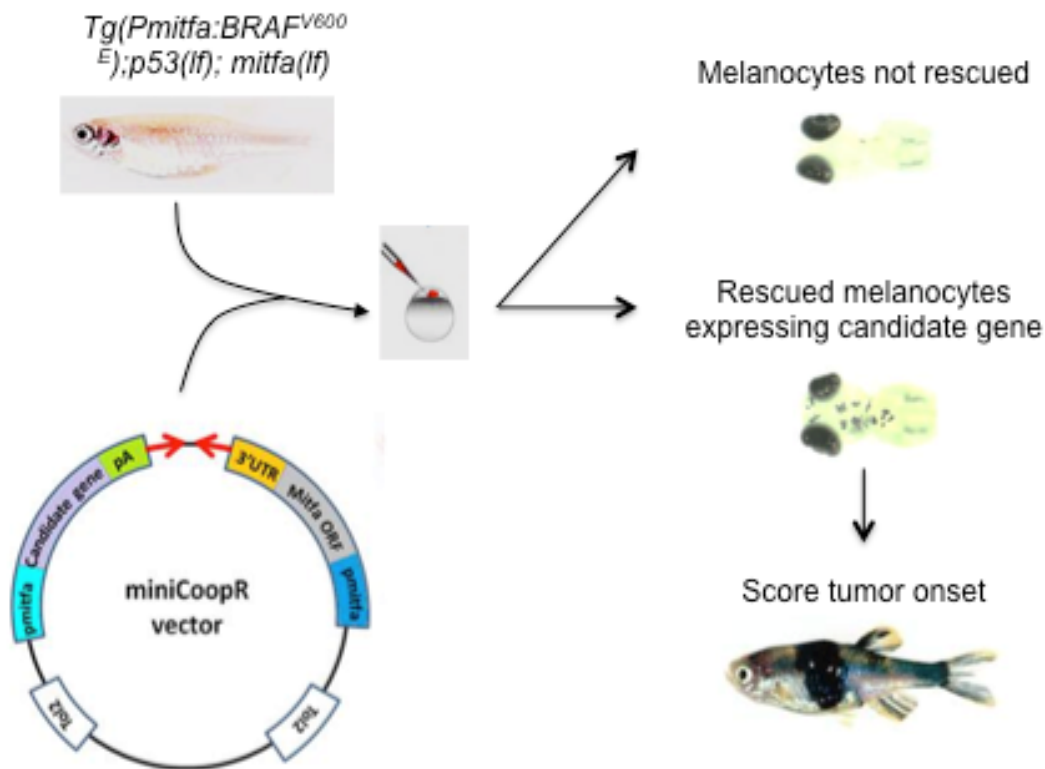 Tg(Pmitfa:BRAFV600
E);p53(lf); mitfa(lf)
Melanocytes not rescued
Rescued melanocytes
expressing candidate gene
pA
Candidate gene
pmitfa
3'UTR
Mitfa ORF
pmitfa
miniCoopR
vector
Tol2
Tol2
Score tumor onset